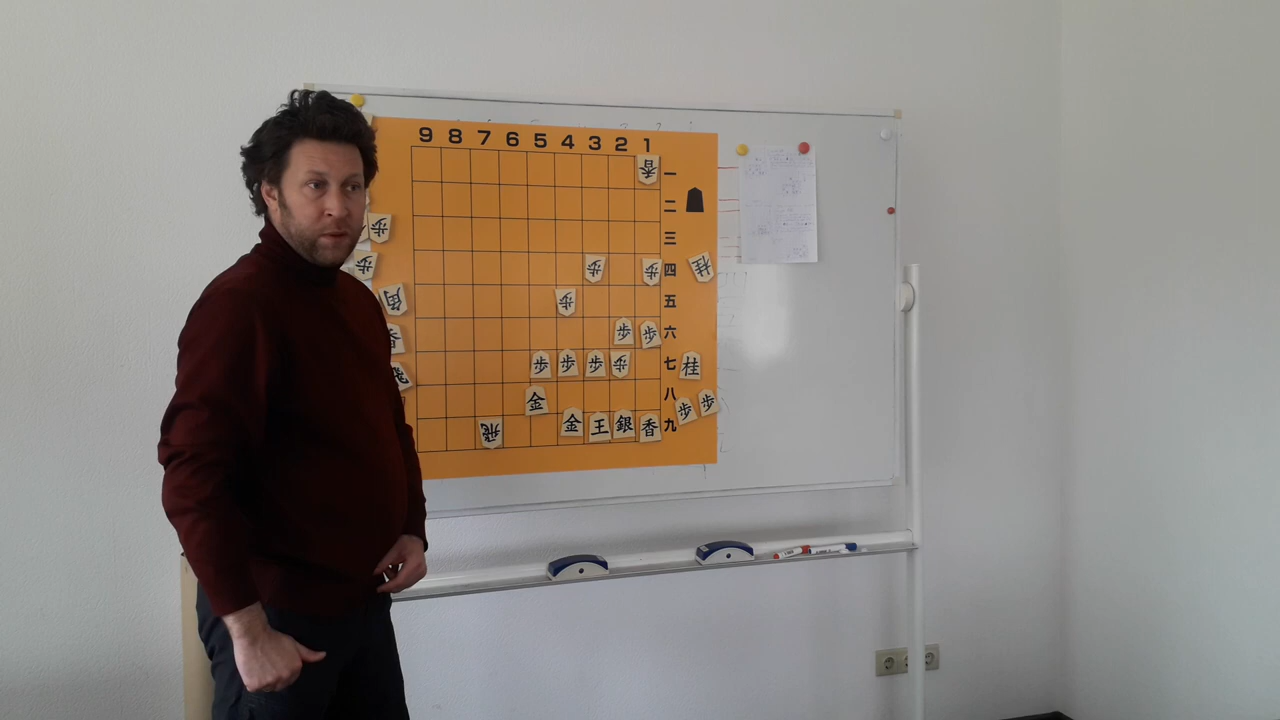 9 8 7 6 5 4 3 2 1
香 一
二
歩 三
歩 歩 歩 四 桂
角 歩 五
香 歩 歩 六
歩 歩 歩 歩 七 桂
金 八
飛 金 王 銀 香 九 歩 歩